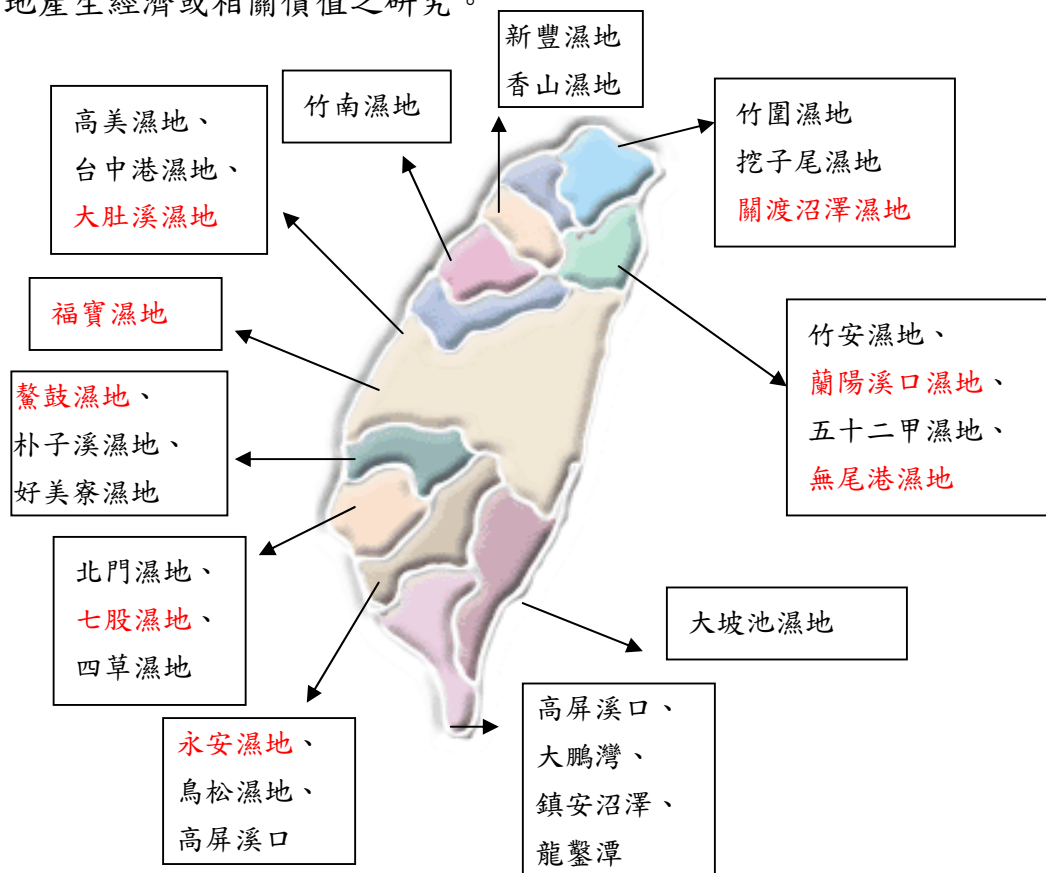 地產生經濟或相關價值之研究。
新豐濕地
香山濕地
竹南濕地
高美濕地、
台中港濕地、
大肚溪濕地
竹圍濕地
挖子尾濕地
關渡沼澤濕地
福寶濕地
竹安濕地、
蘭陽溪口濕地、
五十二甲濕地、
無尾港濕地
鰲鼓濕地、
朴子溪濕地、
好美寮濕地
北門濕地、
七股濕地、
四草濕地
大坡池濕地
永安濕地、
鳥松濕地、
高屏溪口
高屏溪口、
大鵬灣、
鎮安沼澤、
龍鑾潭